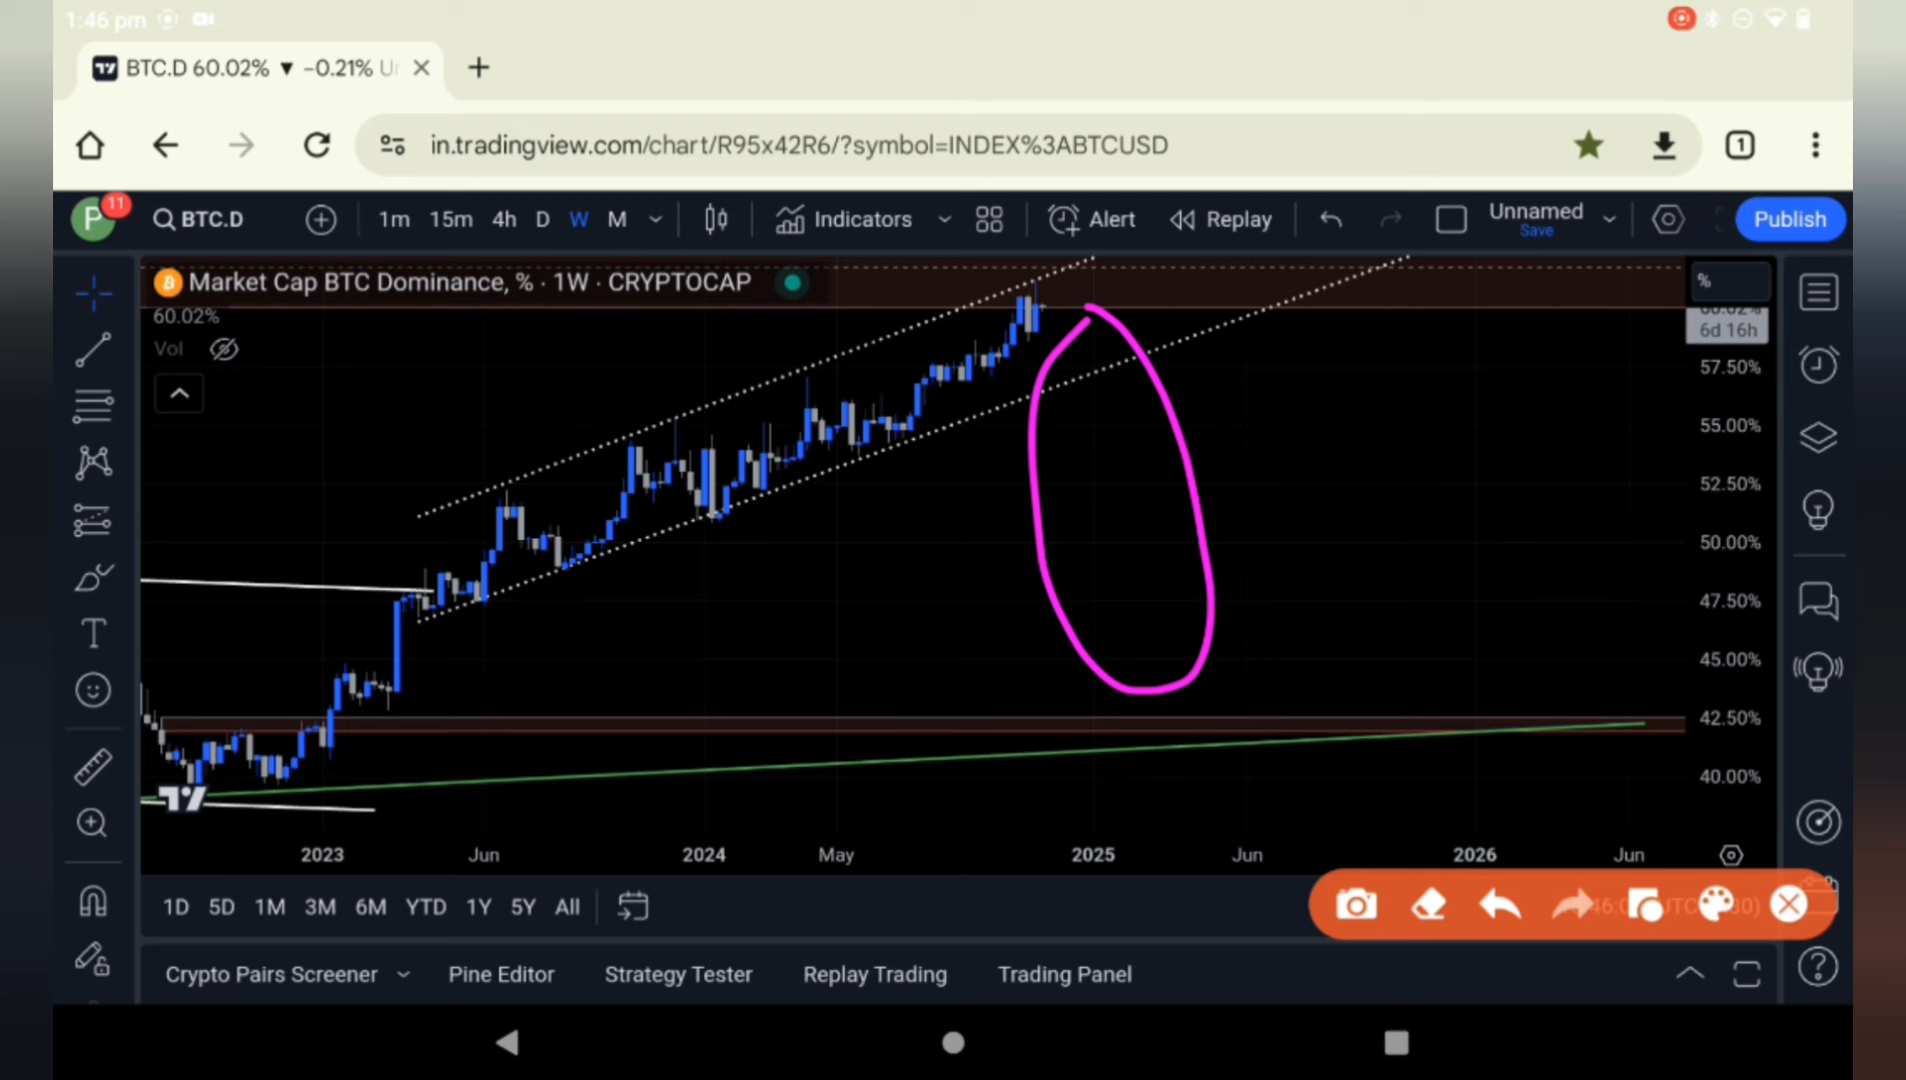 1:46 pm
BTC.D 60.02% ▼ −0.21% U
in.tradingview.com/chart/R95x42R6/?symbol=INDEX%3ABTCUSD
1
P
11
BTC.D
1m 15m 4h D W M
Indicators
Alert
Replay
Unnamed
Save
Publish
Market Cap BTC Dominance, % · 1W · CRYPTOCAP
%
60.02%
60.02%
6d 16h
Vol
57.50%
55.00%
52.50%
50.00%
47.50%
45.00%
42.50%
40.00%
2023 Jun 2024 May 2025 Jun 2026 Jun
1D 5D 1M 3M 6M YTD 1Y 5Y All
Crypto Pairs Screener
Pine Editor
Strategy Tester
Replay Trading
Trading Panel